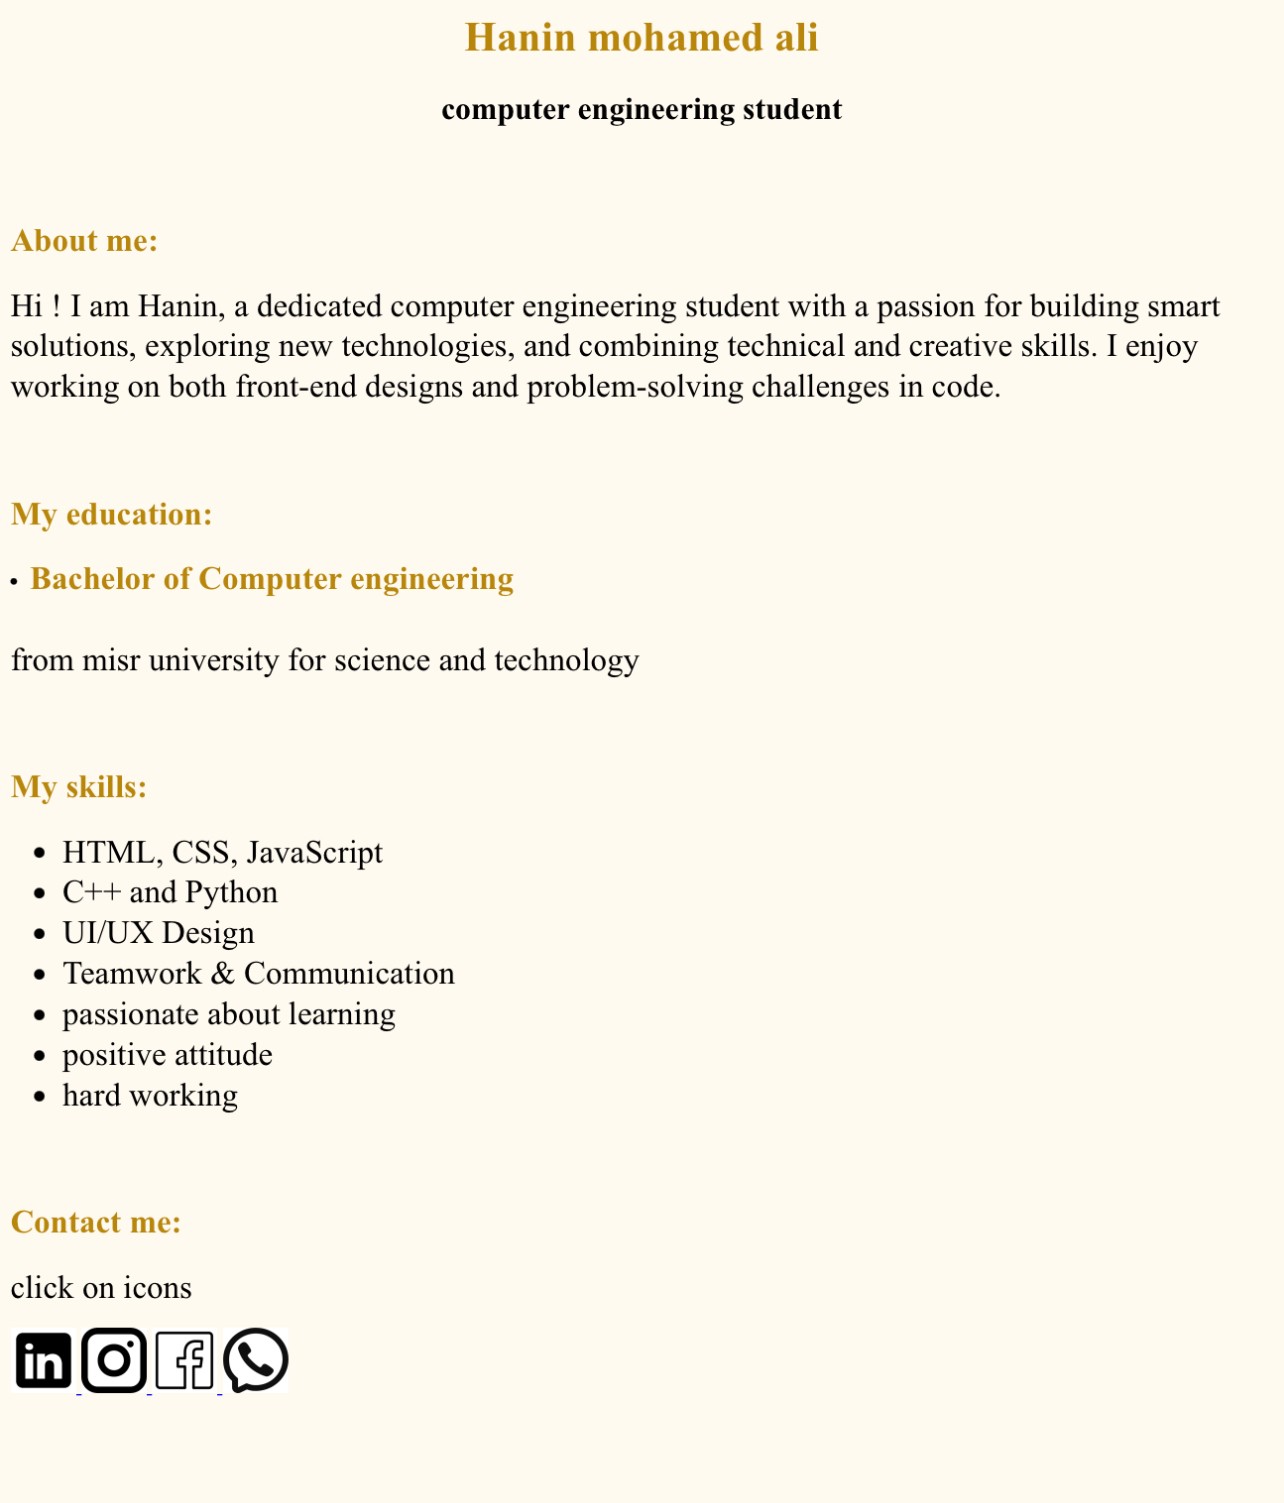 Hanin mohamed ali
computer engineering student
About me:
Hi ! I am Hanin, a dedicated computer engineering student with a passion for building smart
solutions, exploring new technologies, and combining technical and creative skills. I enjoy
working on both front-end designs and problem-solving challenges in code.
My education:
• Bachelor of Computer engineering
from misr university for science and technology
My skills:
• HTML, CSS, JavaScript
• C++ and Python
• UI/UX Design
• Teamwork & Communication
• passionate about learning
• positive attitude
• hard working
Contact me:
click on icons
in f